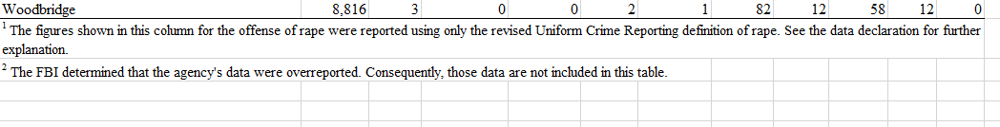 Woodbridge 8,816 3 0 0 2 1 82 12 58 12 0
1 The figures shown in this column for the offense of rape were reported using only the revised Uniform Crime Reporting definition of rape. See the data declaration for further
explanation.
2 The FBI determined that the agency's data were overreported. Consequently, those data are not included in this table.